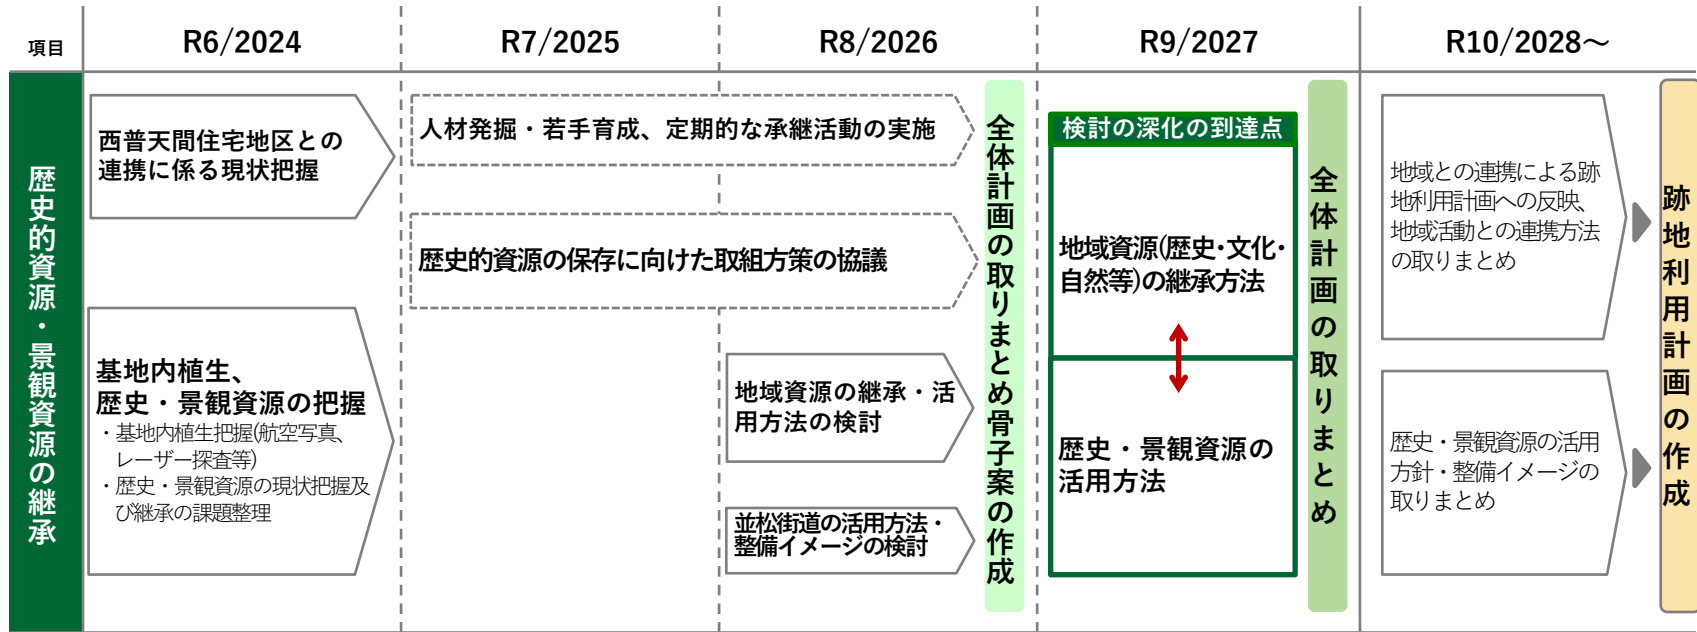 項目
R6/2024
R7/2025
R8/2026
R9/2027
R10/2028～
歴史的資源・景観資源の継承
西普天間住宅地区との
連携に係る現状把握
基地内植生、
歴史・景観資源の把握
・基地内植生把握(航空写真、
レーザー探査等)
・歴史・景観資源の現状把握及
び継承の課題整理
人材発掘・若手育成、定期的な承継活動の実施
歴史的資源の保存に向けた取組方策の協議
地域資源の継承・活
用方法の検討
並松街道の活用方法・
整備イメージの検討
全体計画の取りまとめ骨子案の作成
検討の深化の到達点
地域資源(歴史・文化・
自然等)の継承方法
歴史・景観資源の
活用方法
全体計画の取りまとめ
地域との連携による跡
地利用計画への反映、
地域活動との連携方法
の取りまとめ
歴史・景観資源の活用
方針・整備イメージの
取りまとめ
跡地利用計画の作成